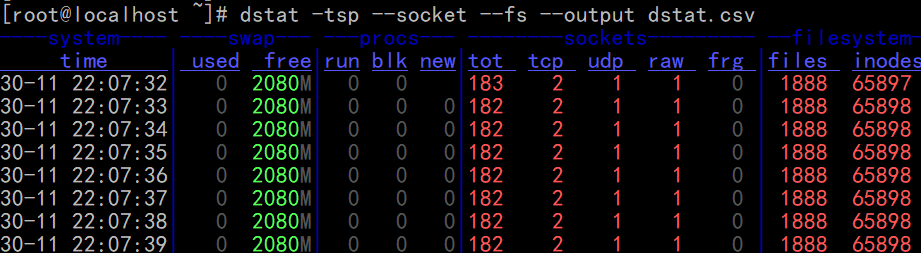 [root@localhost ~]# dstat -tsp --socket --fs --output dstat.csv
----system---- ----swap--- ---procs--- ------sockets------ --filesystem-
     time     | used  free|run blk new|tot  tcp  udp  raw  frg |files  inodes
30-11 22:07:32|   0  2080M|  0   0    |183    2    1    1    0 | 1888  65897
30-11 22:07:33|   0  2080M|  0   0   0|182    2    1    1    0 | 1888  65898
30-11 22:07:34|   0  2080M|  0   0   0|182    2    1    1    0 | 1888  65898
30-11 22:07:35|   0  2080M|  0   0   0|182    2    1    1    0 | 1888  65898
30-11 22:07:36|   0  2080M|  0   0   0|182    2    1    1    0 | 1888  65898
30-11 22:07:37|   0  2080M|  0   0   0|182    2    1    1    0 | 1888  65898
30-11 22:07:38|   0  2080M|  0   0   0|182    2    1    1    0 | 1888  65898
30-11 22:07:39|   0  2080M|  0   0   0|182    2    1    1    0 | 1888  65898